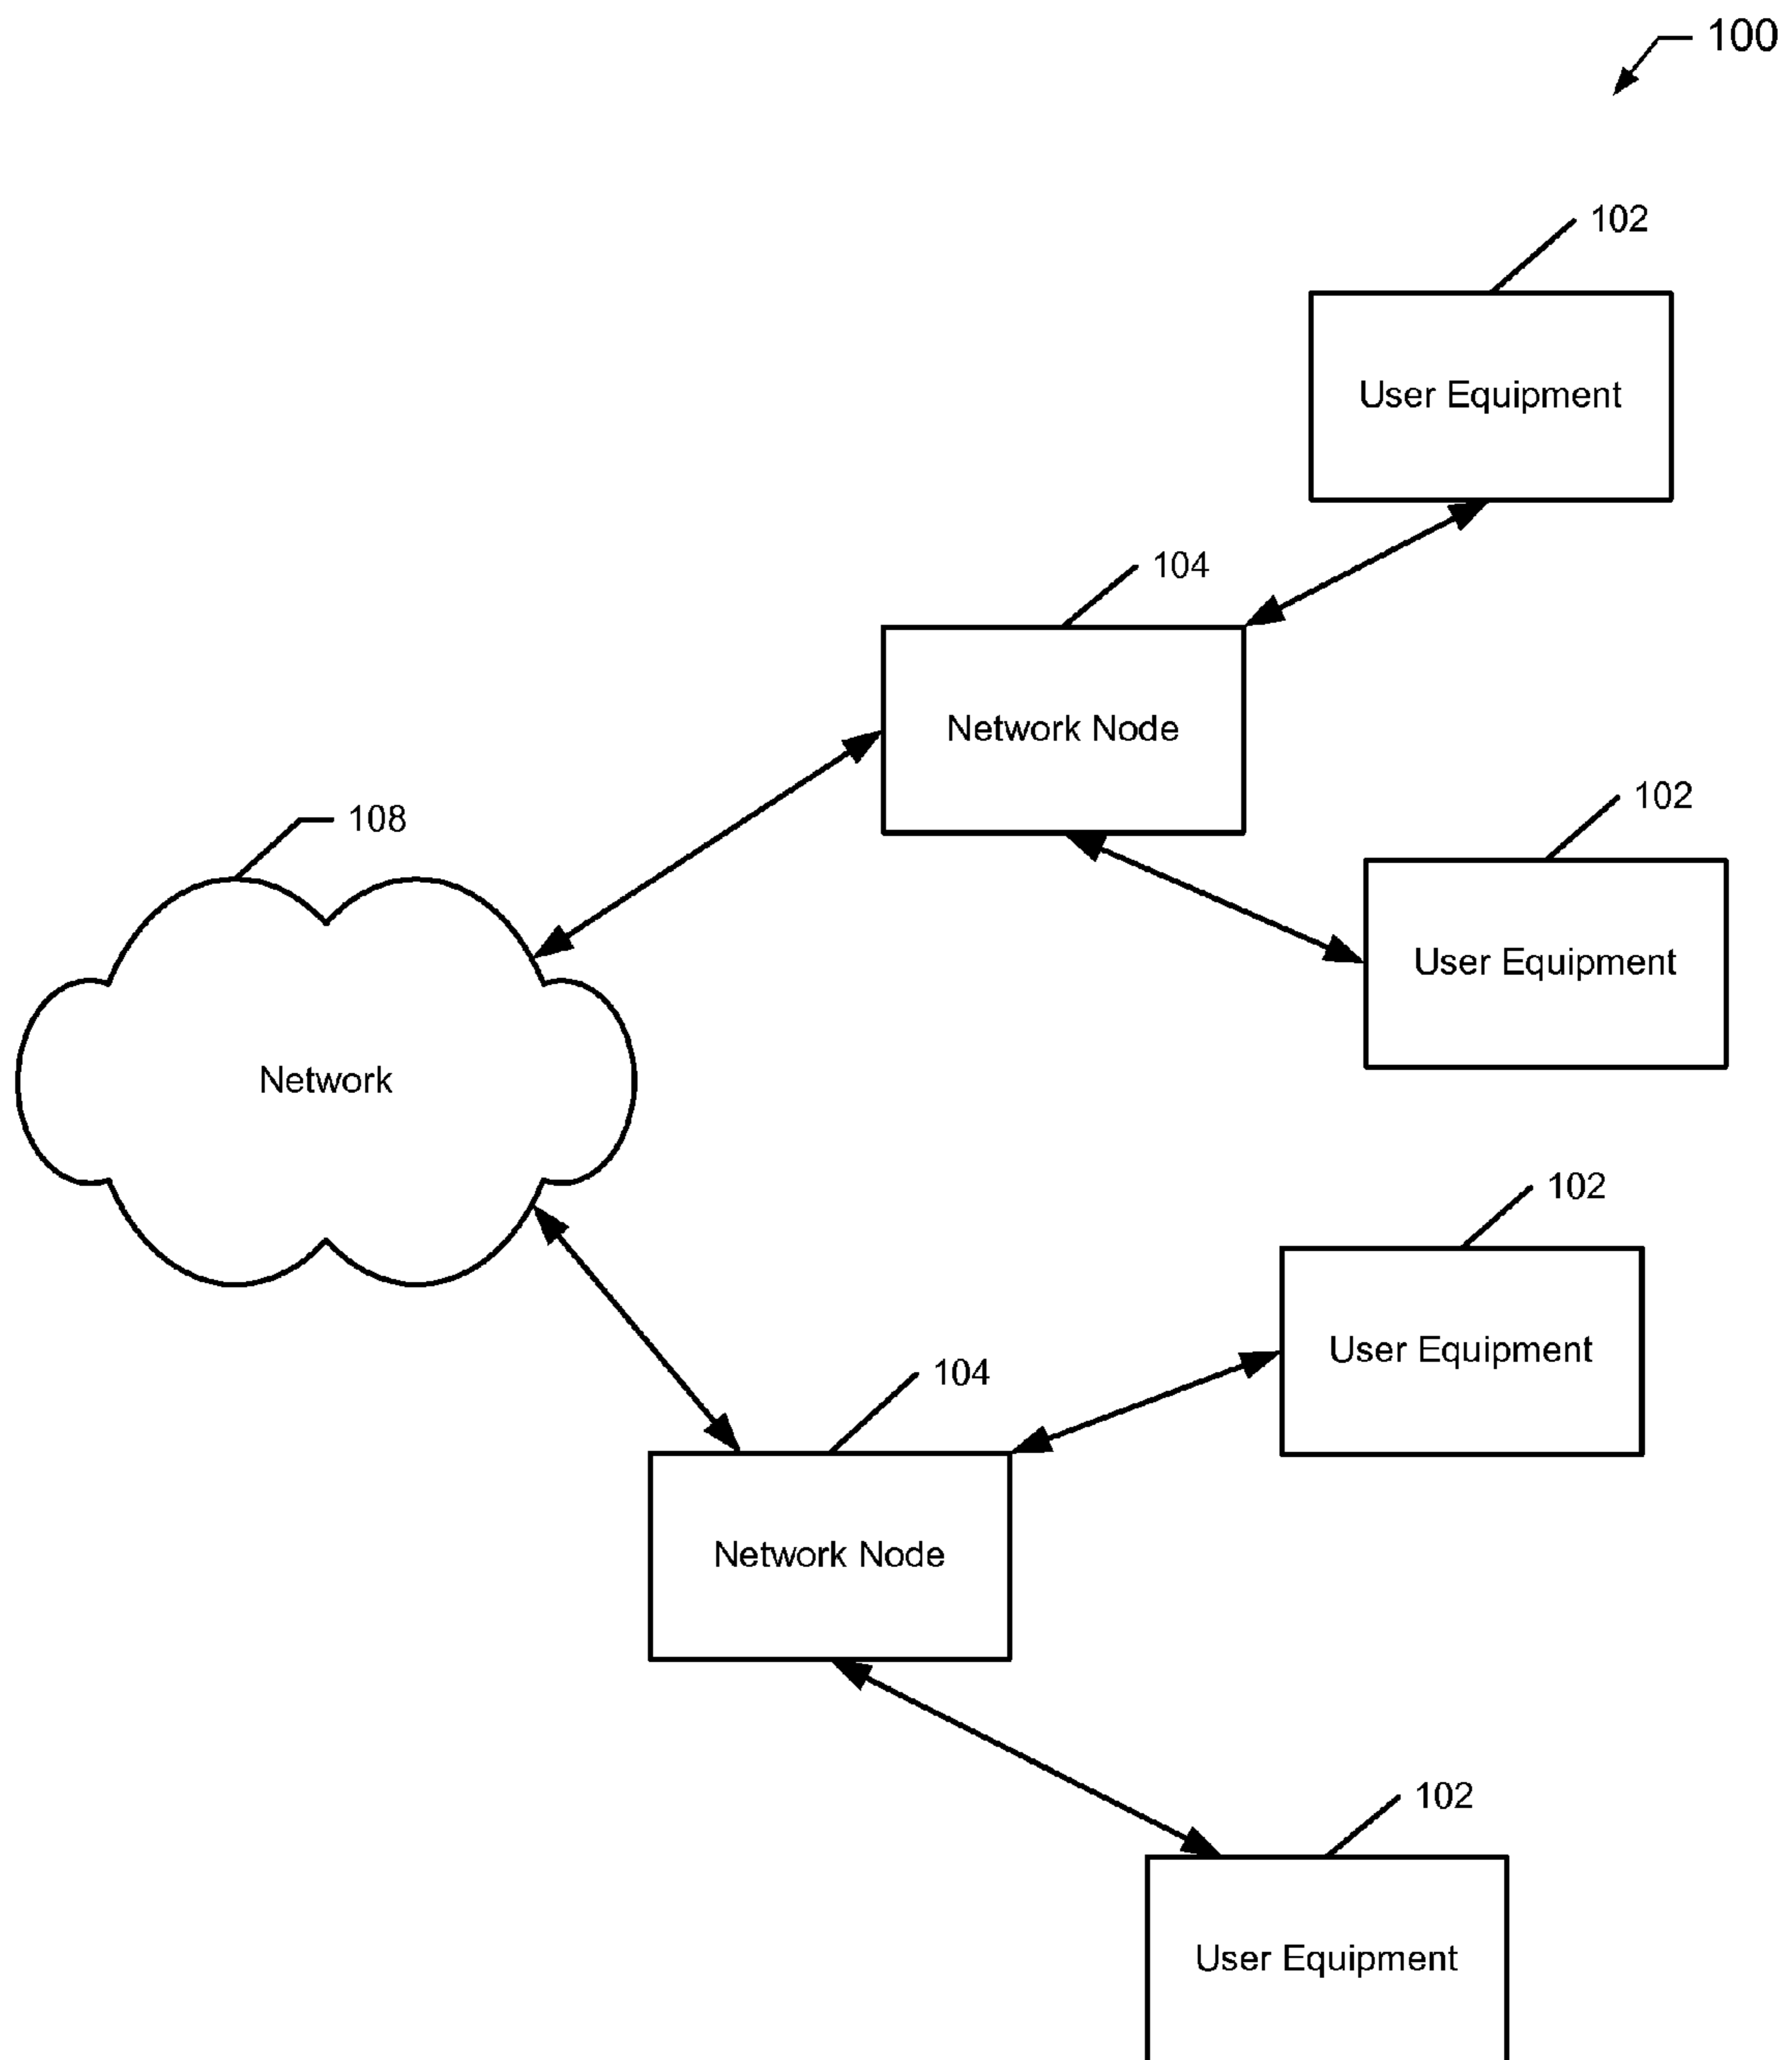 100
102
User Equipment
104
Network Node
102
108
User Equipment
Network
102
User Equipment
104
Network Node
102
User Equipment